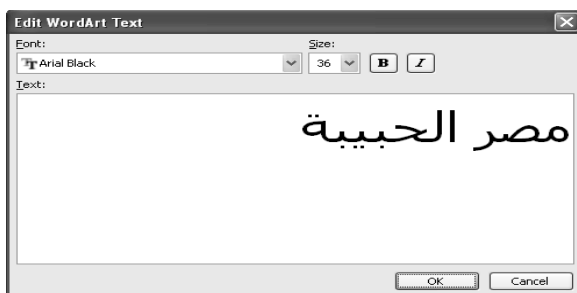 Edit WordArt Text
Font:
Size:
Arial Black
36
B
I
Text:
مصر الحبيبة
OK
Cancel